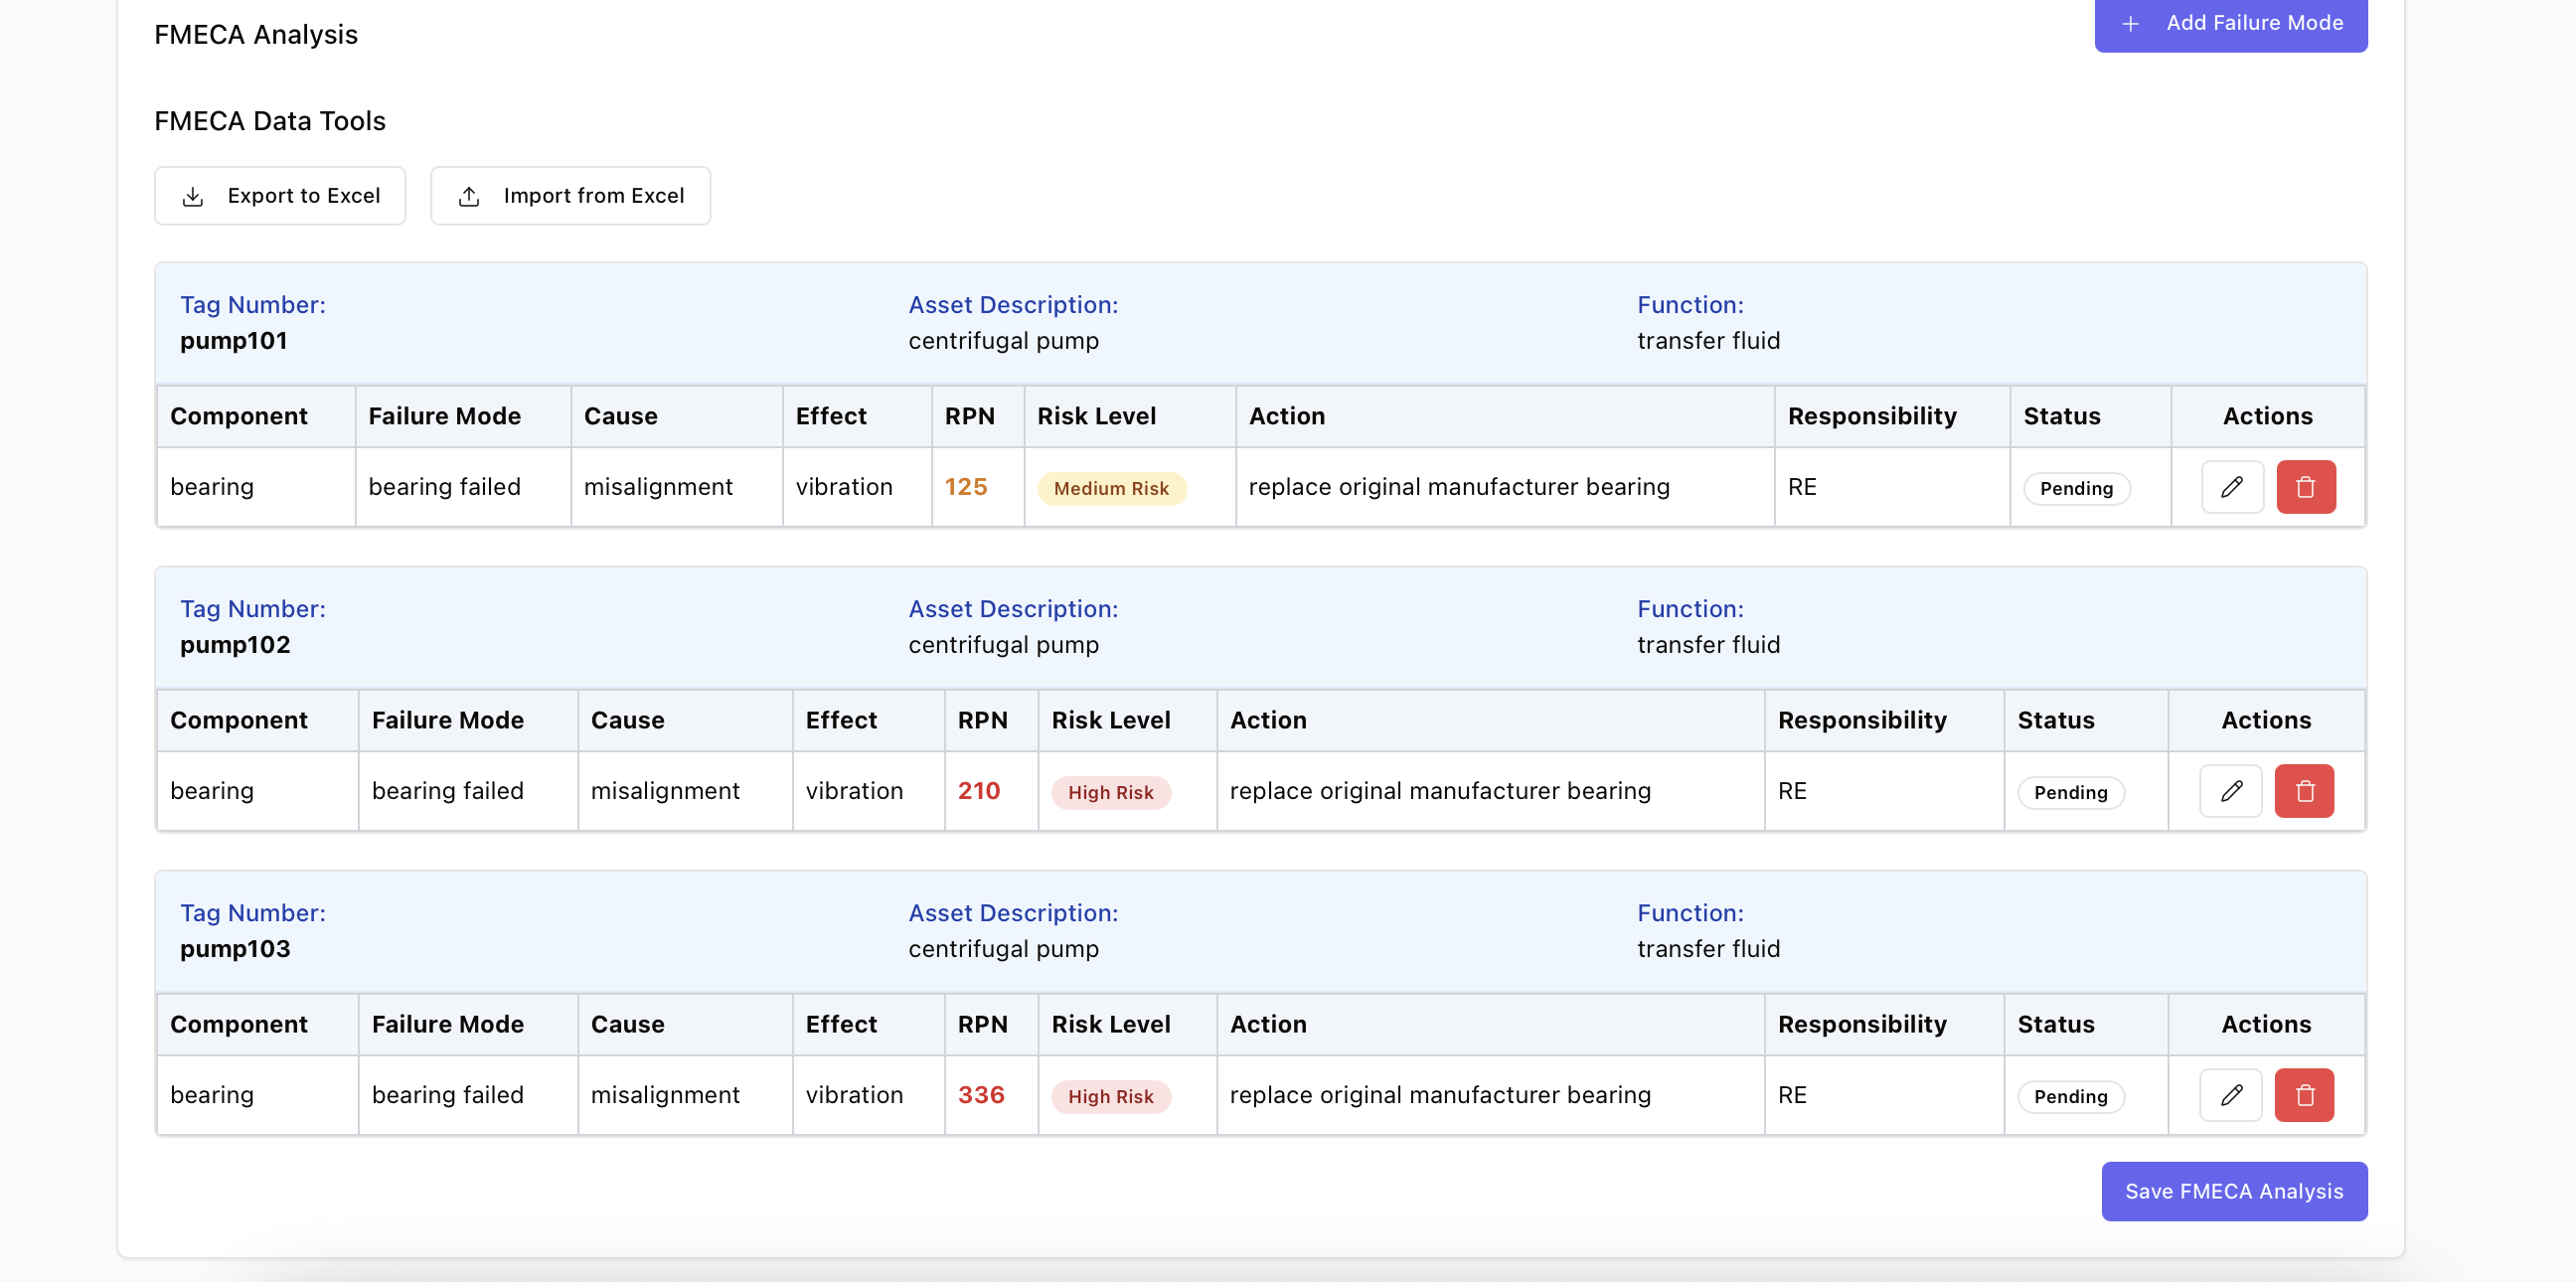 FMECA Analysis
Add Failure Mode
FMECA Data Tools
Export to Excel
Import from Excel
Tag Number: Asset Description: Function:
pump101 centrifugal pump transfer fluid
Component Failure Mode Cause Effect RPN Risk Level Action Responsibility Status Actions
bearing bearing failed misalignment vibration 125 Medium Risk replace original manufacturer bearing RE Pending
Tag Number: Asset Description: Function:
pump102 centrifugal pump transfer fluid
Component Failure Mode Cause Effect RPN Risk Level Action Responsibility Status Actions
bearing bearing failed misalignment vibration 210 High Risk replace original manufacturer bearing RE Pending
Tag Number: Asset Description: Function:
pump103 centrifugal pump transfer fluid
Component Failure Mode Cause Effect RPN Risk Level Action Responsibility Status Actions
bearing bearing failed misalignment vibration 336 High Risk replace original manufacturer bearing RE Pending
Save FMECA Analysis